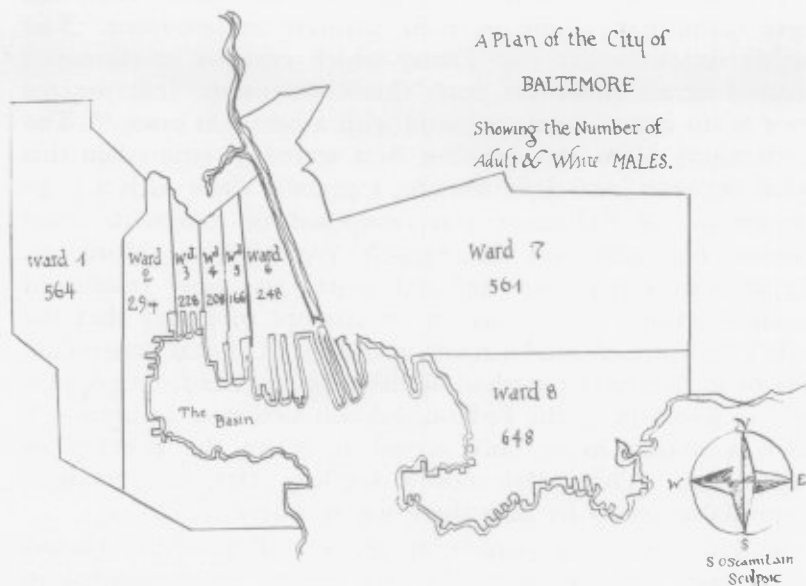 A Plan of the City of
BALTIMORE
Showing the Number of
Adult & White MALES.
Ward 1
564
Ward
2
294
Wd
3
228
Wd
4
208
Wd
5
166
Ward
6
248
Ward 7
561
Ward 8
648
The Basin
N
W
E
S
Sculpsit